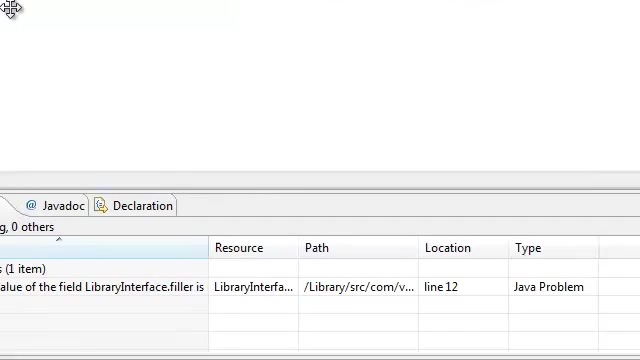 @ Javadoc Declaration
g, 0 others
Resource Path Location Type
s (1 item)
alue of the field LibraryInterface.filler is LibraryInterfa... /Library/src/com/v... line 12 Java Problem